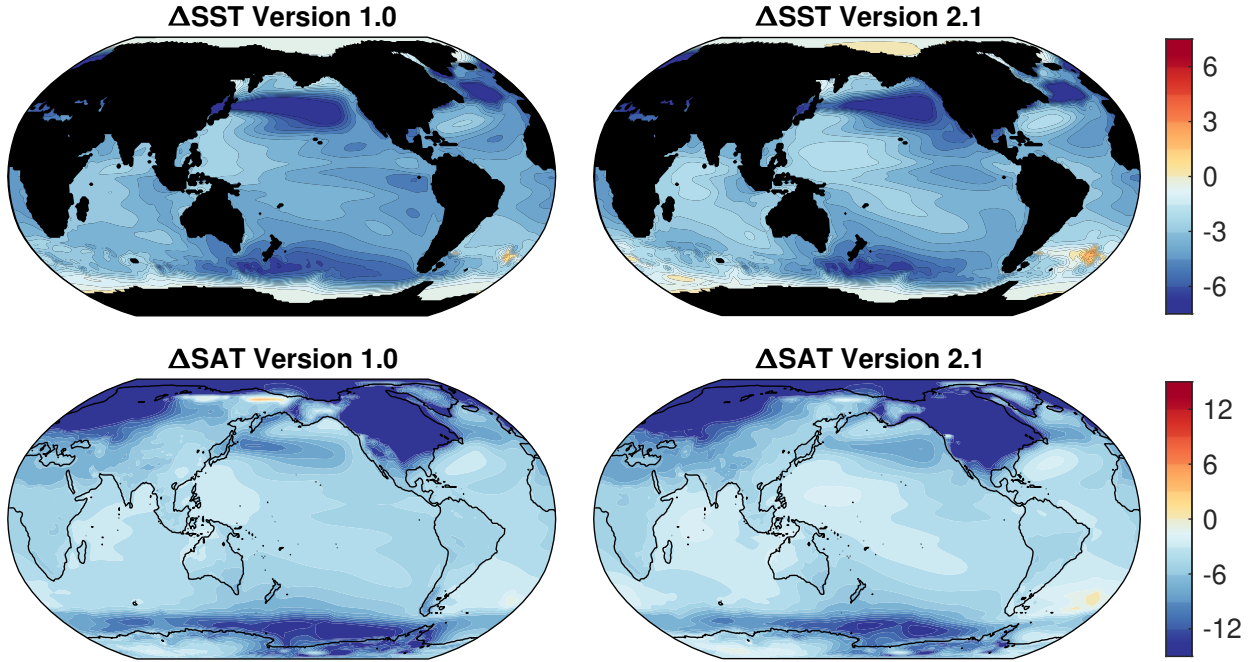 ΔSST Version 1.0
ΔSST Version 2.1
6
3
0
-3
-6
ΔSAT Version 1.0
ΔSAT Version 2.1
12
6
0
-6
-12